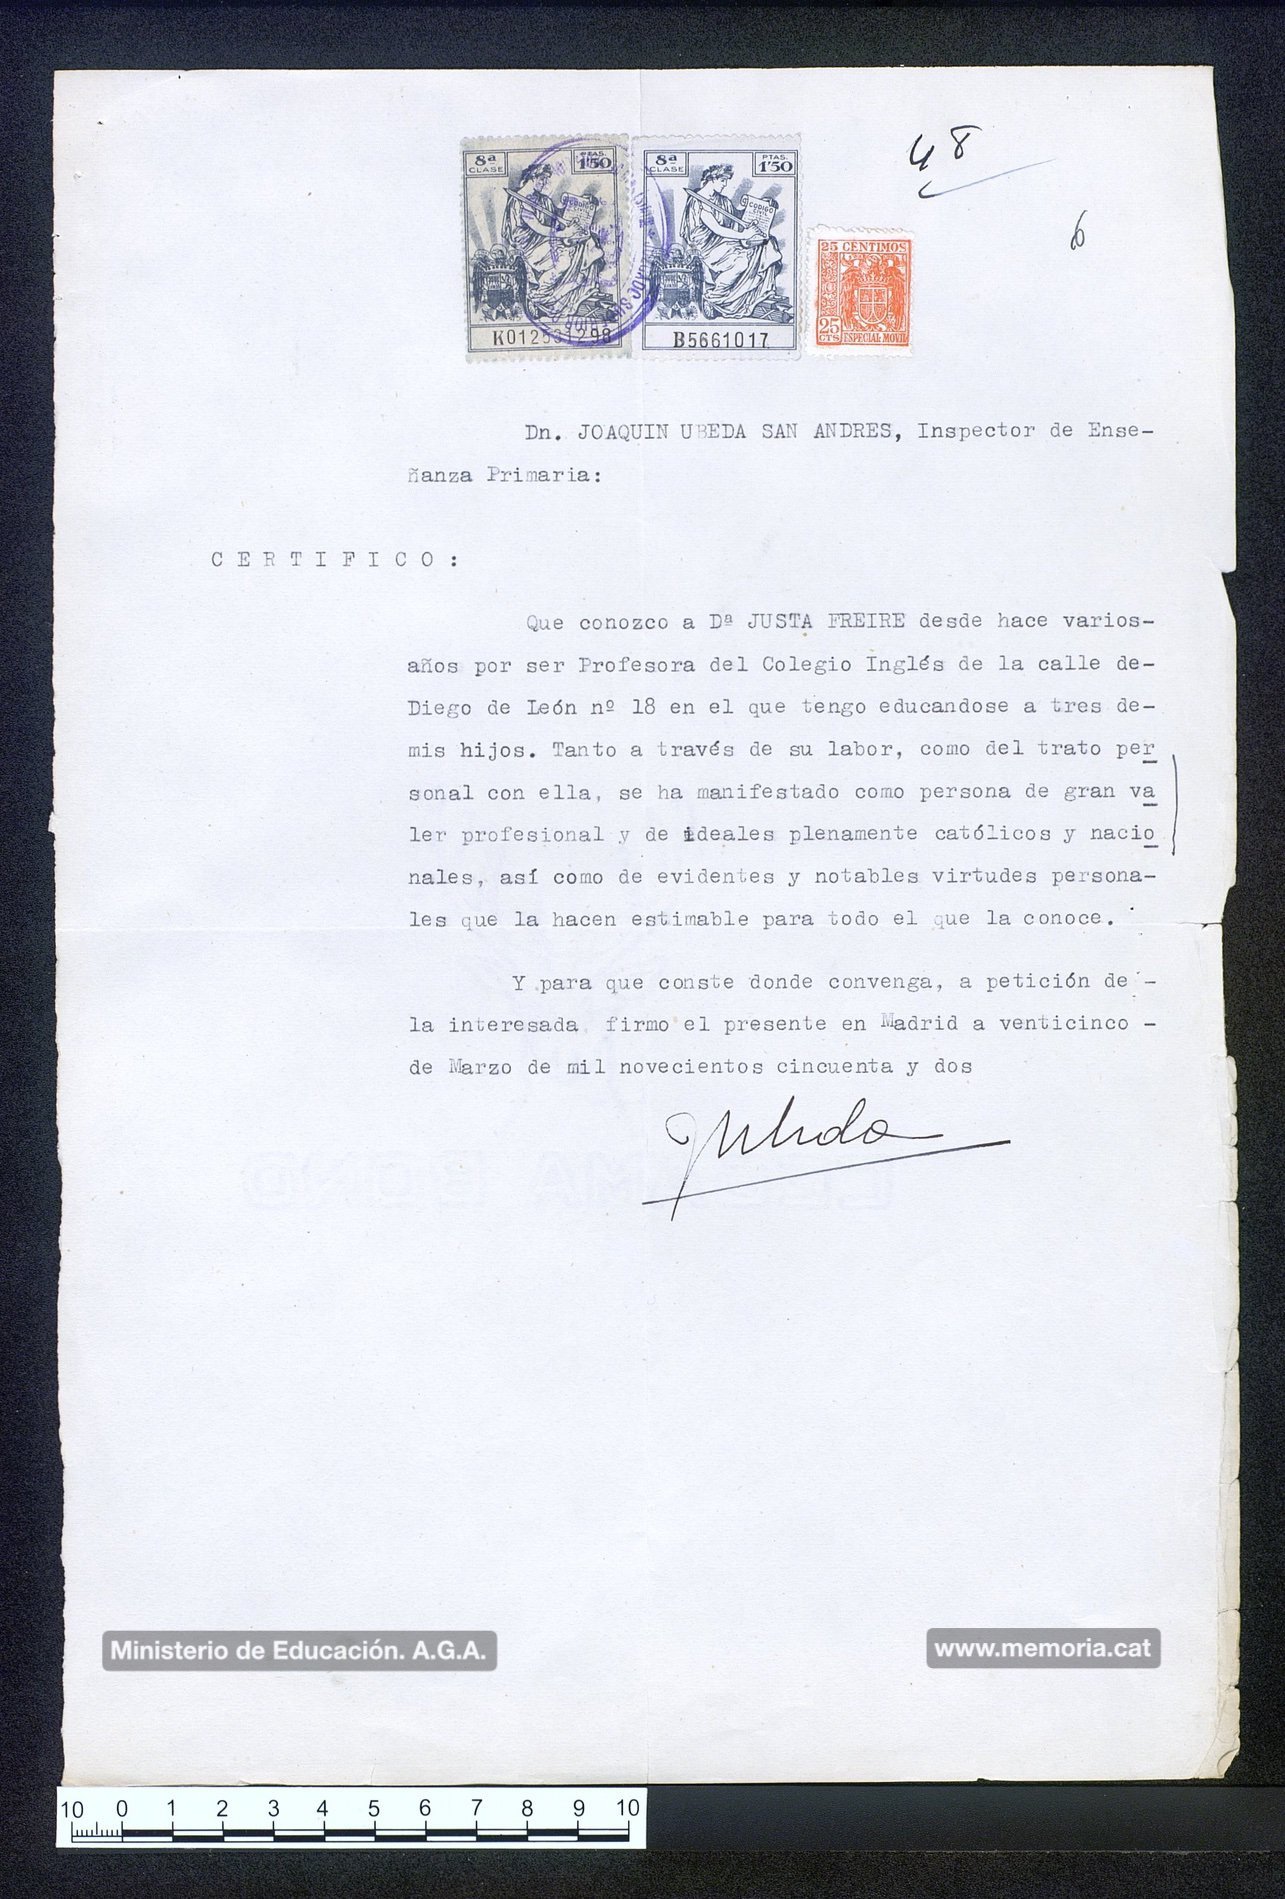 48
6
8ª CLASE PTAS. 1'50
8ª CLASE PTAS. 1'50
CODIGO CIVIL
25 CÉNTIMOS
25 CTS ESPECIAL MOVIL
B5661017
Dn. JOAQUIN UBEDA SAN ANDRES, Inspector de Ense-
ñanza Primaria:
C E R T I F I C O :
Que conozco a Dª JUSTA FREIRE desde hace varios-
años por ser Profesora del Colegio Inglés de la calle de-
Diego de León nº 18 en el que tengo educandose a tres de-
mis hijos. Tanto a través de su labor, como del trato per
sonal con ella, se ha manifestado como persona de gran va
ler profesional y de ideales plenamente católicos y nacio
nales, así como de evidentes y notables virtudes persona-
les que la hacen estimable para todo el que la conoce.
Y para que conste donde convenga, a petición de -
la interesada, firmo el presente en Madrid a venticinco -
de Marzo de mil novecientos cincuenta y dos
JUbeda
Ministerio de Educación. A.G.A.
www.memoria.cat
10 0 1 2 3 4 5 6 7 8 9 10